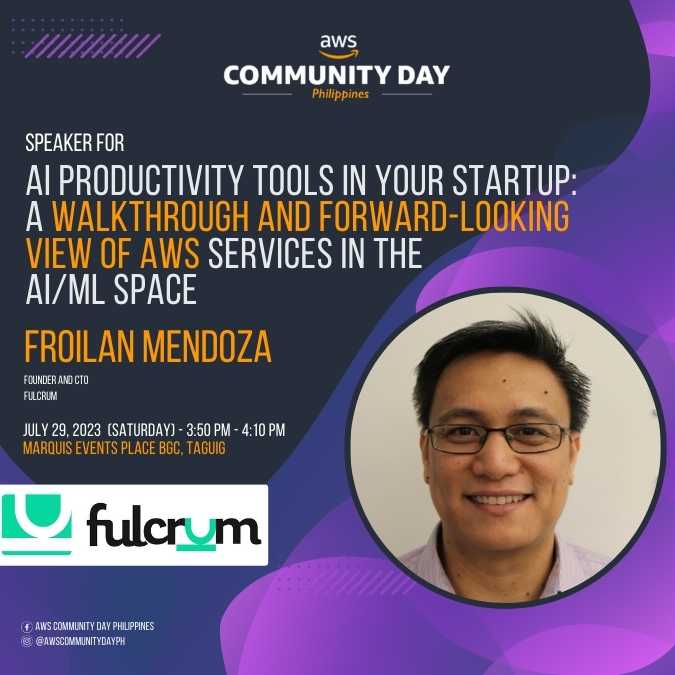 aws
COMMUNITY DAY
Philippines
SPEAKER FOR
AI PRODUCTIVITY TOOLS IN YOUR STARTUP:
A WALKTHROUGH AND FORWARD-LOOKING
VIEW OF AWS SERVICES IN THE
AI/ML SPACE
FROILAN MENDOZA
FOUNDER AND CTO
FULCRUM
JULY 29, 2023 (SATURDAY) - 3:50 PM - 4:10 PM
MARQUIS EVENTS PLACE BGC, TAGUIG
fulcrum
AWS COMMUNITY DAY PHILIPPINES
@AWSCOMMUNITYDAYPH